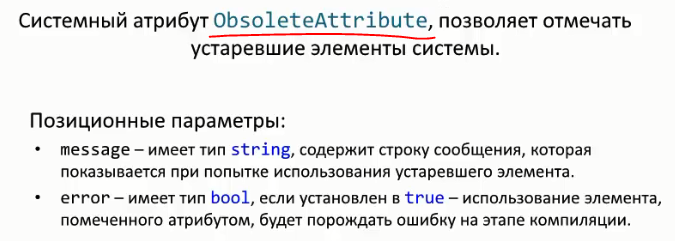 Системный атрибут ObsoleteAttribute, позволяет отмечать
устаревшие элементы системы.
Позиционные параметры:
• message – имеет тип string, содержит строку сообщения, которая
показывается при попытке использования устаревшего элемента.
• error – имеет тип bool, если установлен в true – использование элемента,
помеченного атрибутом, будет порождать ошибку на этапе компиляции.